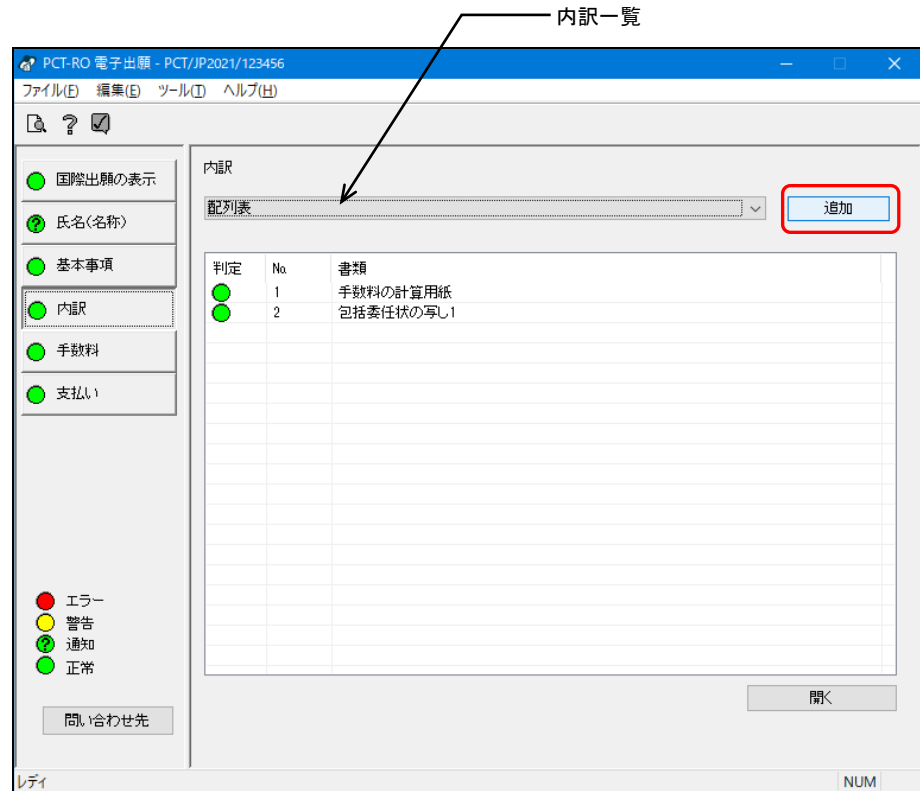 内訳一覧
PCT-RO 電子出願 - PCT/JP2021/123456
ファイル(F) 編集(E) ツール(T) ヘルプ(H)
国際出願の表示
氏名(名称)
基本事項
内訳
手数料
支払い
エラー
警告
通知
正常
問い合わせ先
内訳
配列表
追加
判定 No. 書類
1 手数料の計算用紙
2 包括委任状の写し1
開く
レディ
NUM